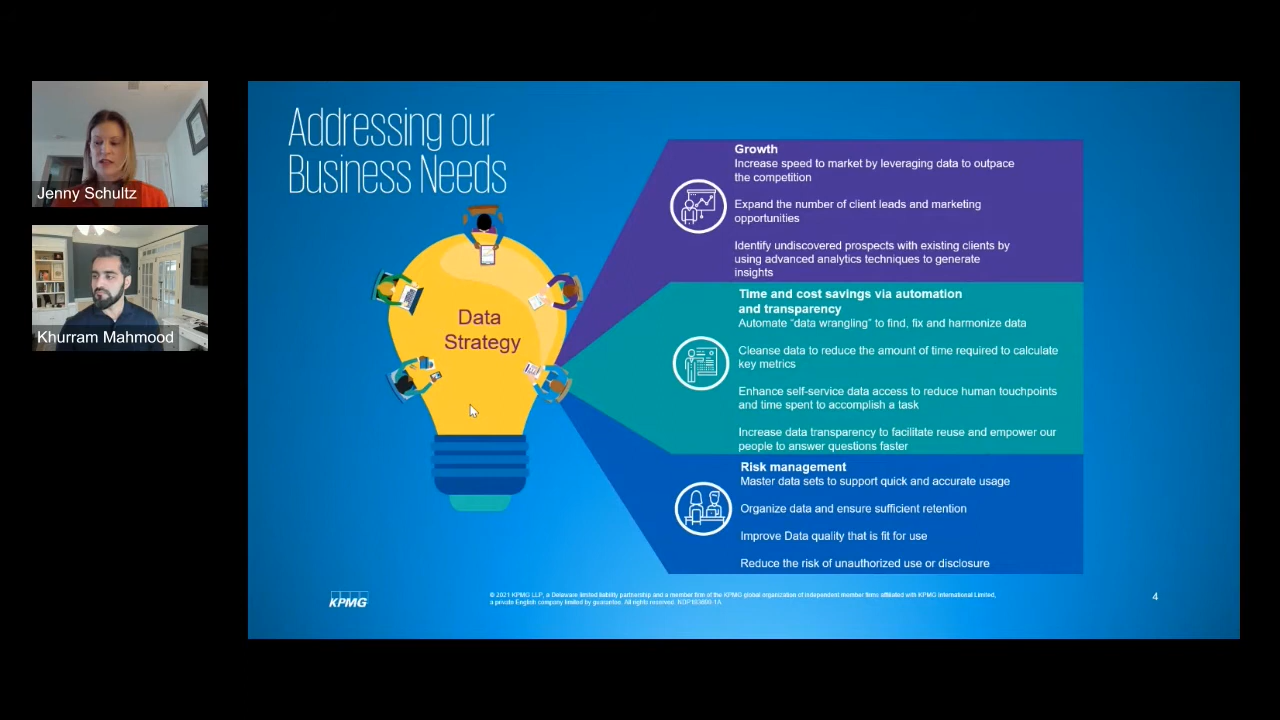 Jenny Schultz
Khurram Mahmood
Addressing our
Business Needs
Data
Strategy
Growth
Increase speed to market by leveraging data to outpace
the competition
Expand the number of client leads and marketing
opportunities
Identify undiscovered prospects with existing clients by
using advanced analytics techniques to generate
insights
Time and cost savings via automation
and transparency
Automate “data wrangling” to find, fix and harmonize data
Cleanse data to reduce the amount of time required to calculate
key metrics
Enhance self-service data access to reduce human touchpoints
and time spent to accomplish a task
Increase data transparency to facilitate reuse and empower our
people to answer questions faster
Risk management
Master data sets to support quick and accurate usage
Organize data and ensure sufficient retention
Improve Data quality that is fit for use
Reduce the risk of unauthorized use or disclosure
KPMG
© 2021 KPMG LLP, a Delaware limited liability partnership and a member firm of the KPMG global organization of independent member firms affiliated with KPMG International Limited,
a private English company limited by guarantee. All rights reserved.
4